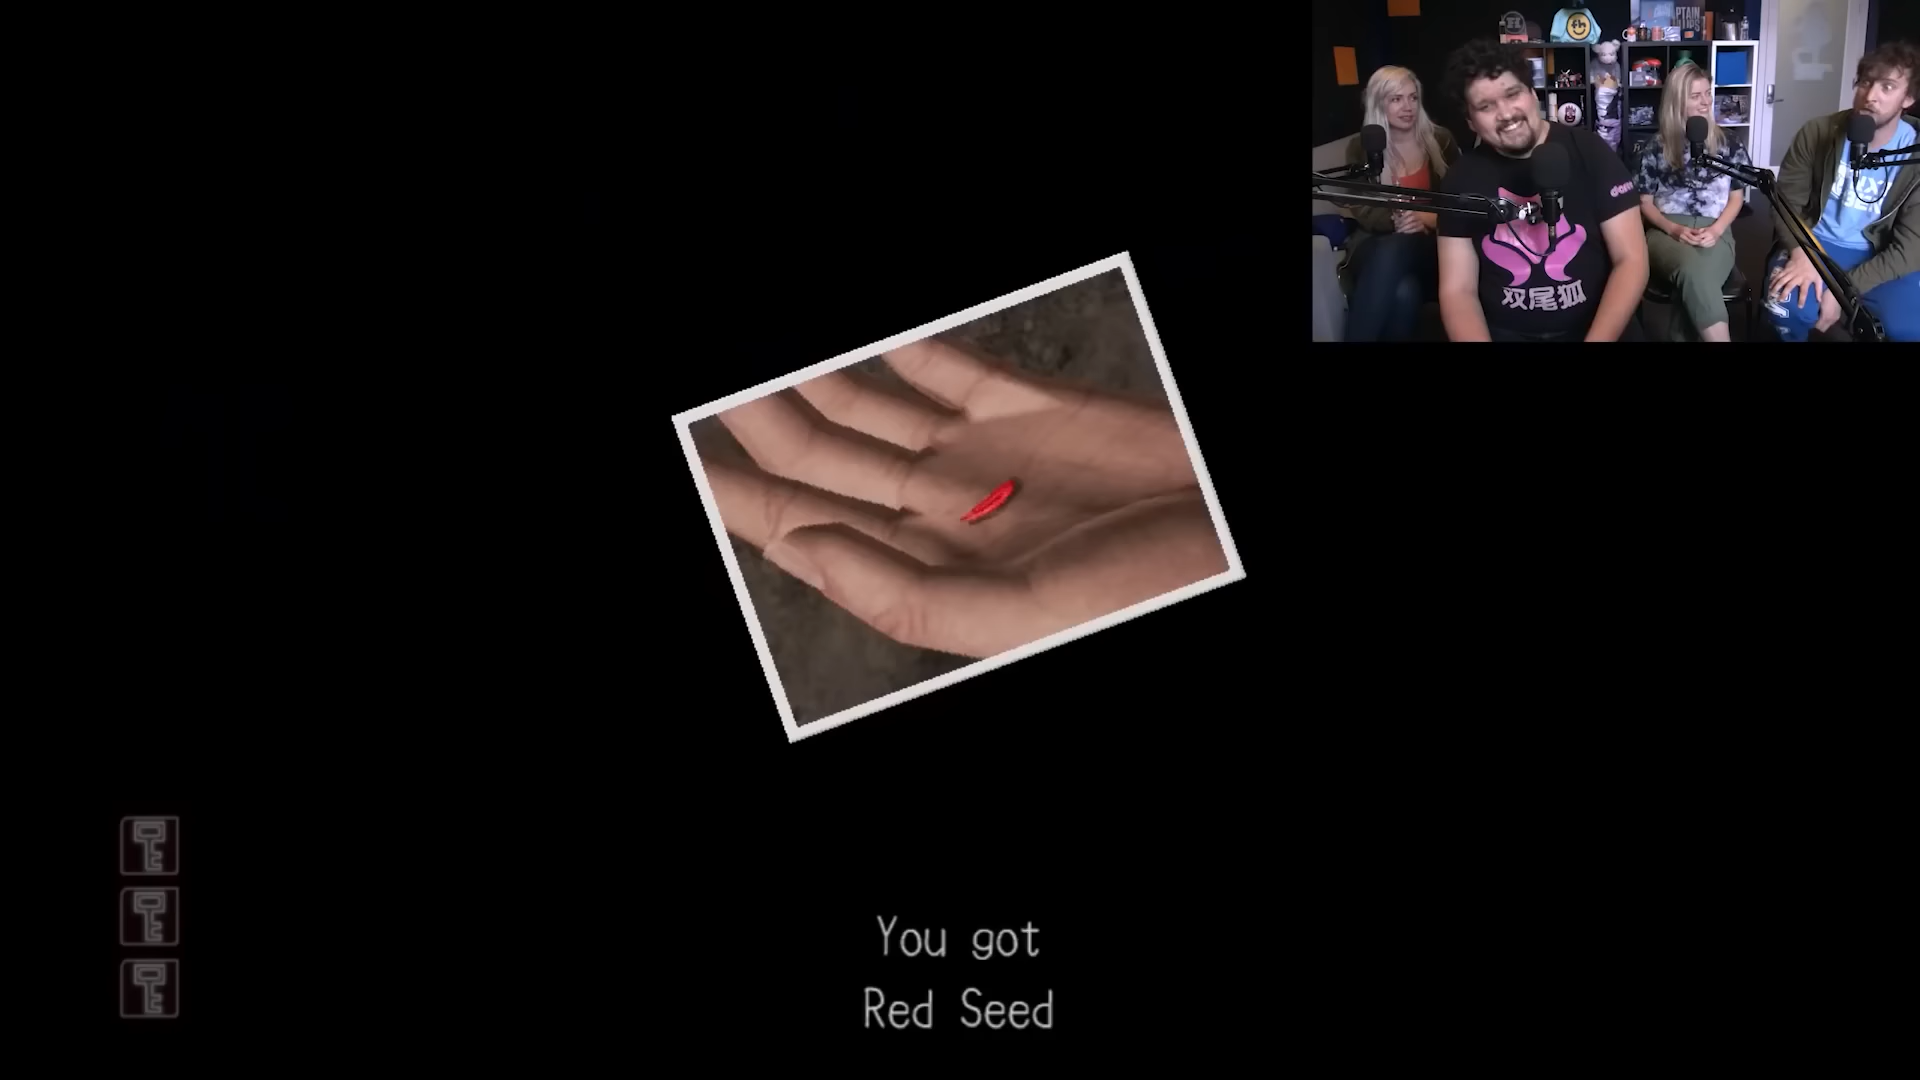 双尾狐
You got
Red Seed